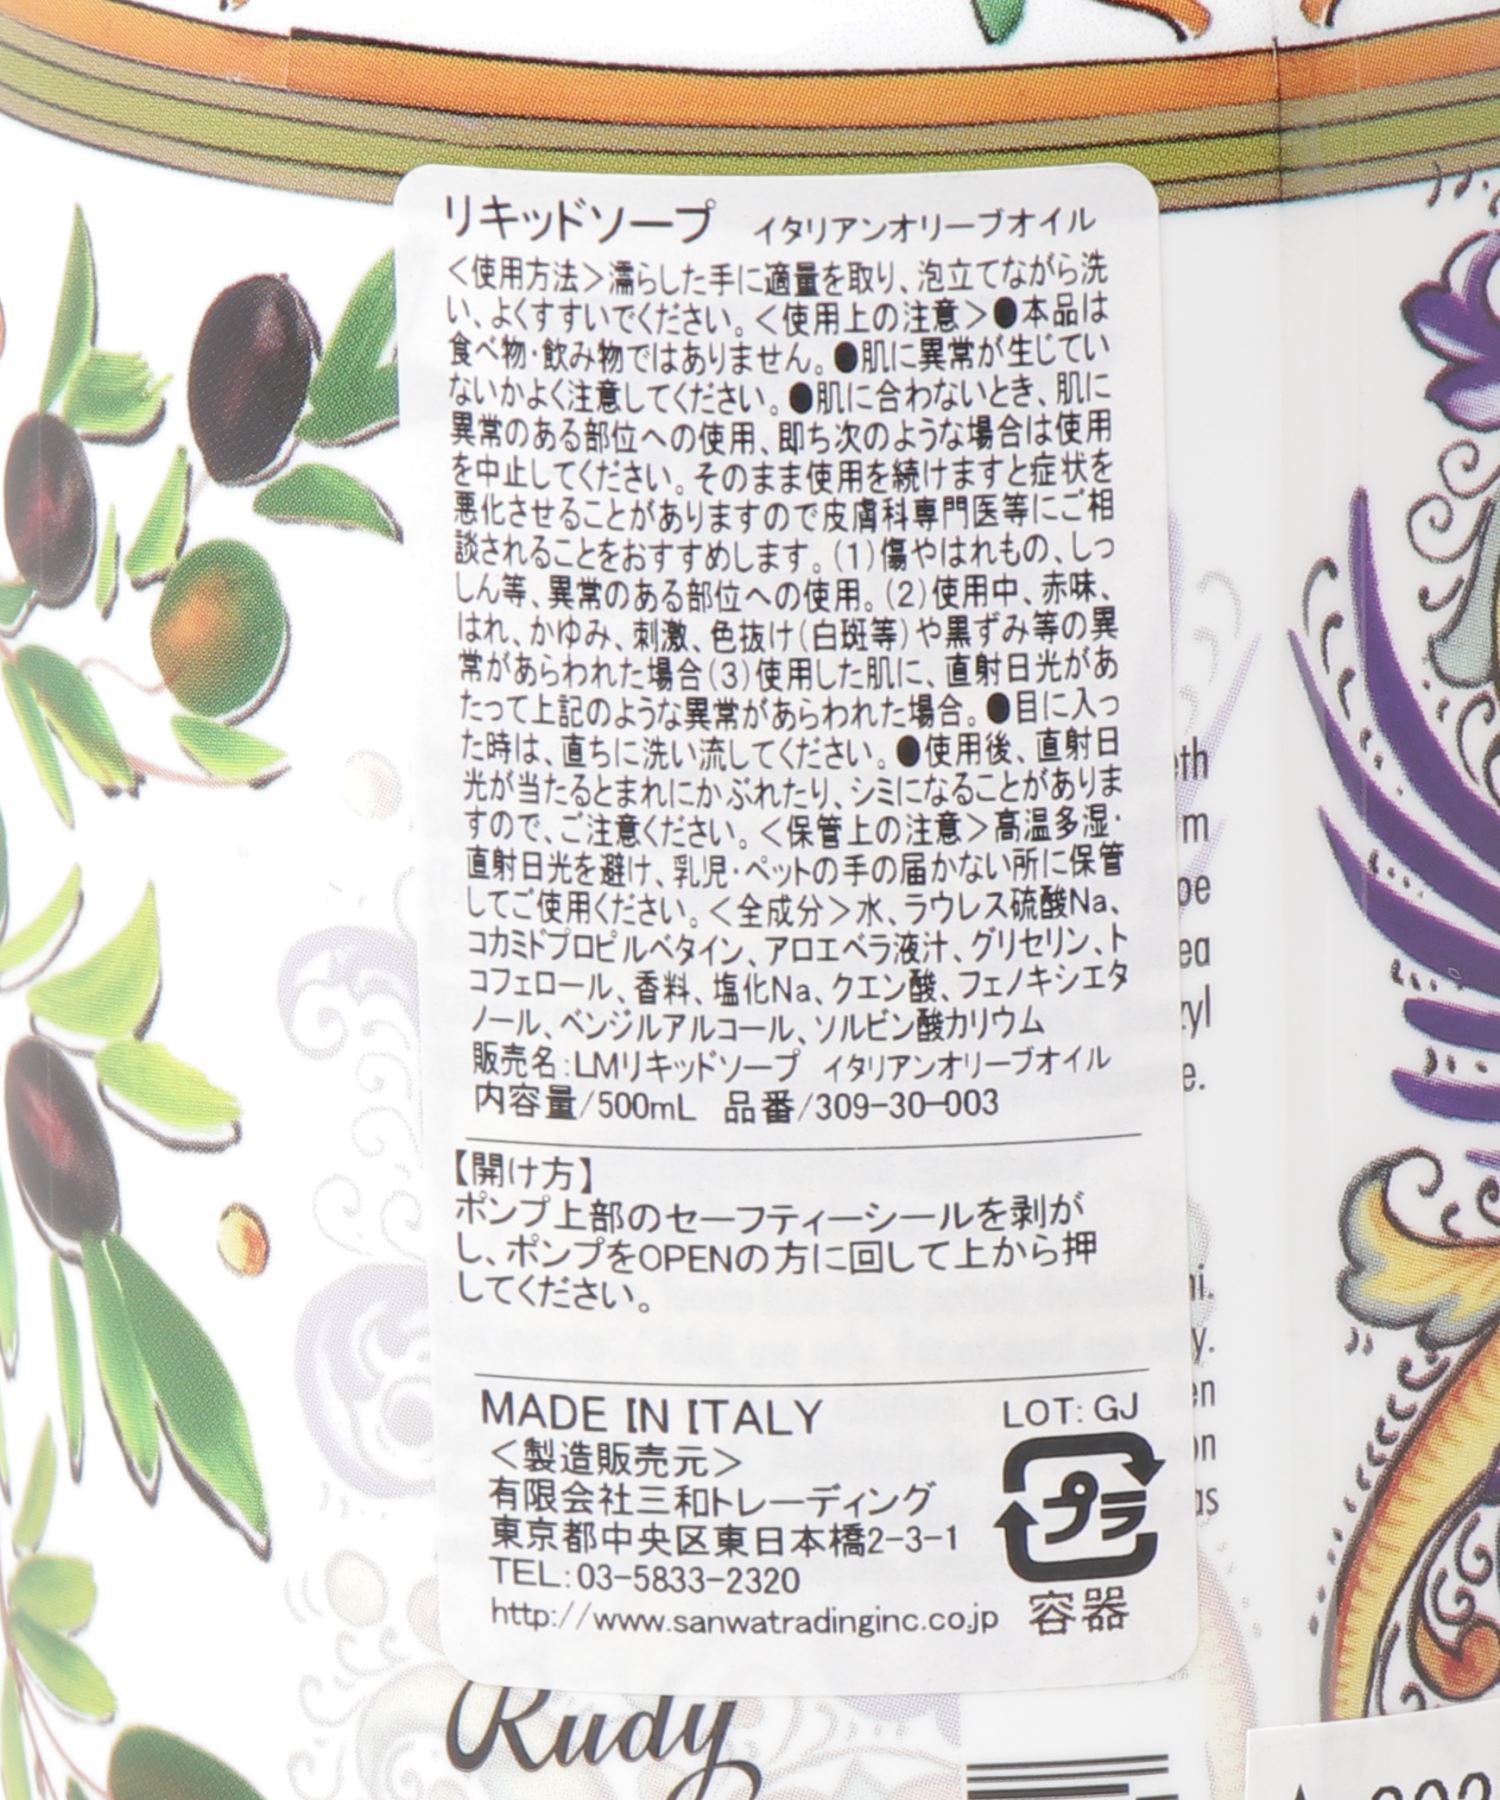 リキッドソープ　イタリアンオリーブオイル
＜使用方法＞濡らした手に適量を取り、泡立てながら洗
い、よくすすいでください。＜使用上の注意＞●本品は
食べ物・飲み物ではありません。●肌に異常が生じてい
ないかよく注意してください。●肌に合わないとき、肌に
異常のある部位への使用、即ち次のような場合は使用
を中止してください。そのまま使用を続けますと症状を
悪化させることがありますので皮膚科専門医等にご相
談されることをおすすめします。(1)傷やはれもの、しっ
しん等、異常のある部位への使用。(2)使用中、赤味、
はれ、かゆみ、刺激、色抜け(白斑等)や黒ずみ等の異
常があらわれた場合(3)使用した肌に、直射日光があ
たって上記のような異常があらわれた場合。●目に入っ
た時は、直ちに洗い流してください。●使用後、直射日
光が当たるとまれにかぶれたり、シミになることがありま
すので、ご注意ください。＜保管上の注意＞高温多湿・
直射日光を避け、乳児・ペットの手の届かない所に保管
してご使用ください。＜全成分＞水、ラウレス硫酸Na、
コカミドプロピルベタイン、アロエベラ液汁、グリセリン、ト
コフェロール、香料、塩化Na、クエン酸、フェノキシエタ
ノール、ベンジルアルコール、ソルビン酸カリウム
販売名：LMリキッドソープ　イタリアンオリーブオイル
内容量/500mL　品番/309-30-003
【開け方】
ポンプ上部のセーフティーシールを剥が
し、ポンプをOPENの方に回して上から押
してください。
MADE IN ITALY
LOT: GJ
＜製造販売元＞
有限会社三和トレーディング
東京都中央区東日本橋2-3-1
TEL:03-5833-2320
http://www.sanwatradinginc.co.jp
プラ
容器
Rudy